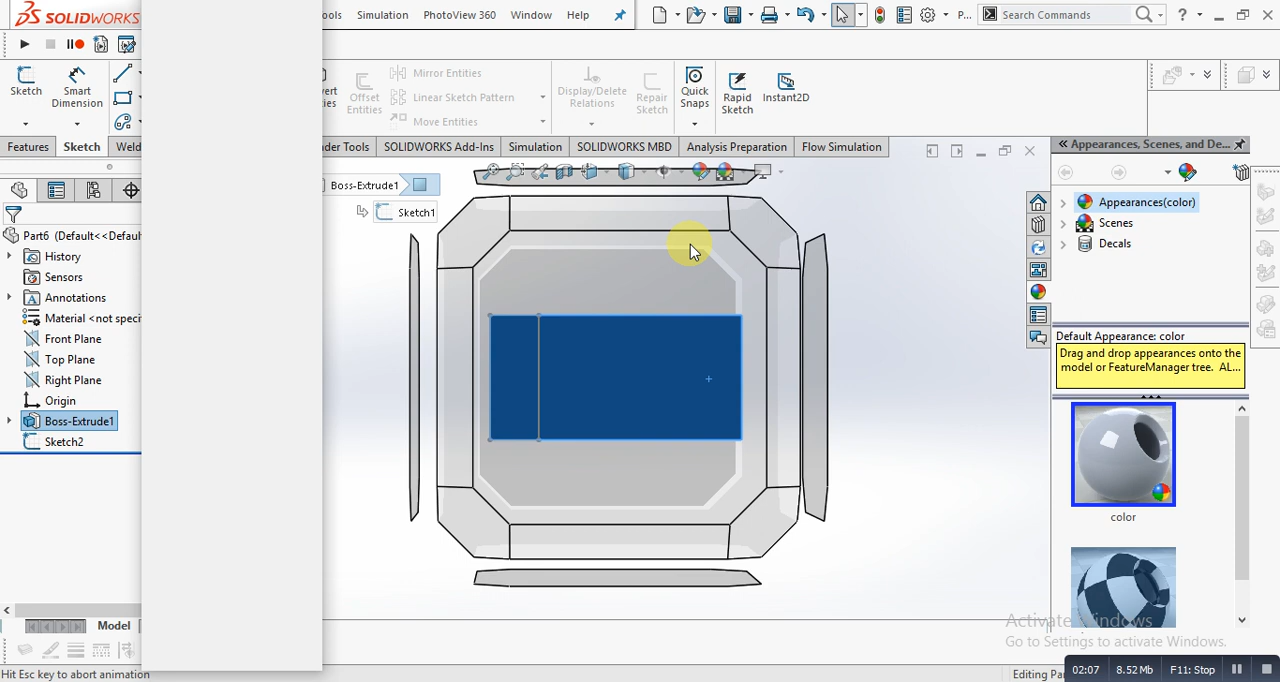 SOLIDWORKS
ools Simulation PhotoView 360 Window Help
P...
Search Commands
Sketch
Smart Dimension
Offset Entities
Mirror Entities
Linear Sketch Pattern
Move Entities
Display/Delete Relations
Repair Sketch
Quick Snaps
Rapid Sketch
Instant2D
Features
Sketch
Weld
der Tools
SOLIDWORKS Add-Ins
Simulation
SOLIDWORKS MBD
Analysis Preparation
Flow Simulation
Part6 (Default<<Defaul
History
Sensors
Annotations
Material <not speci
Front Plane
Top Plane
Right Plane
Origin
Boss-Extrude1
Sketch2
Boss-Extrude1
Sketch1
Appearances, Scenes, and De...
Appearances(color)
Scenes
Decals
Default Appearance: color
Drag and drop appearances onto the
model or FeatureManager tree. AL...
color
Activate Windows
Go to Settings to activate Windows.
Model
Hit Esc key to abort animation
Editing Pa
02:07 8.52 Mb F11: Stop